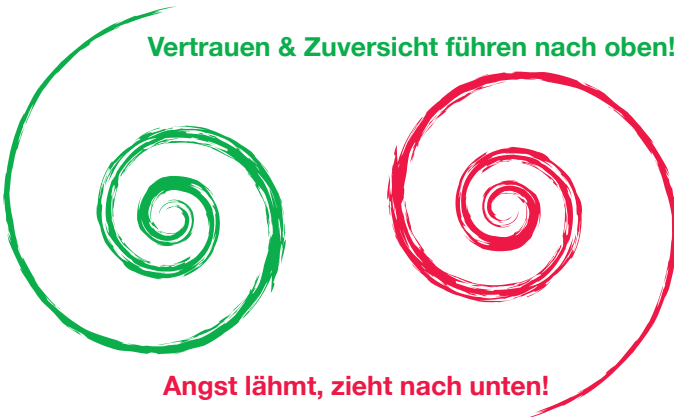 Vertrauen & Zuversicht führen nach oben!
Angst lähmt, zieht nach unten!